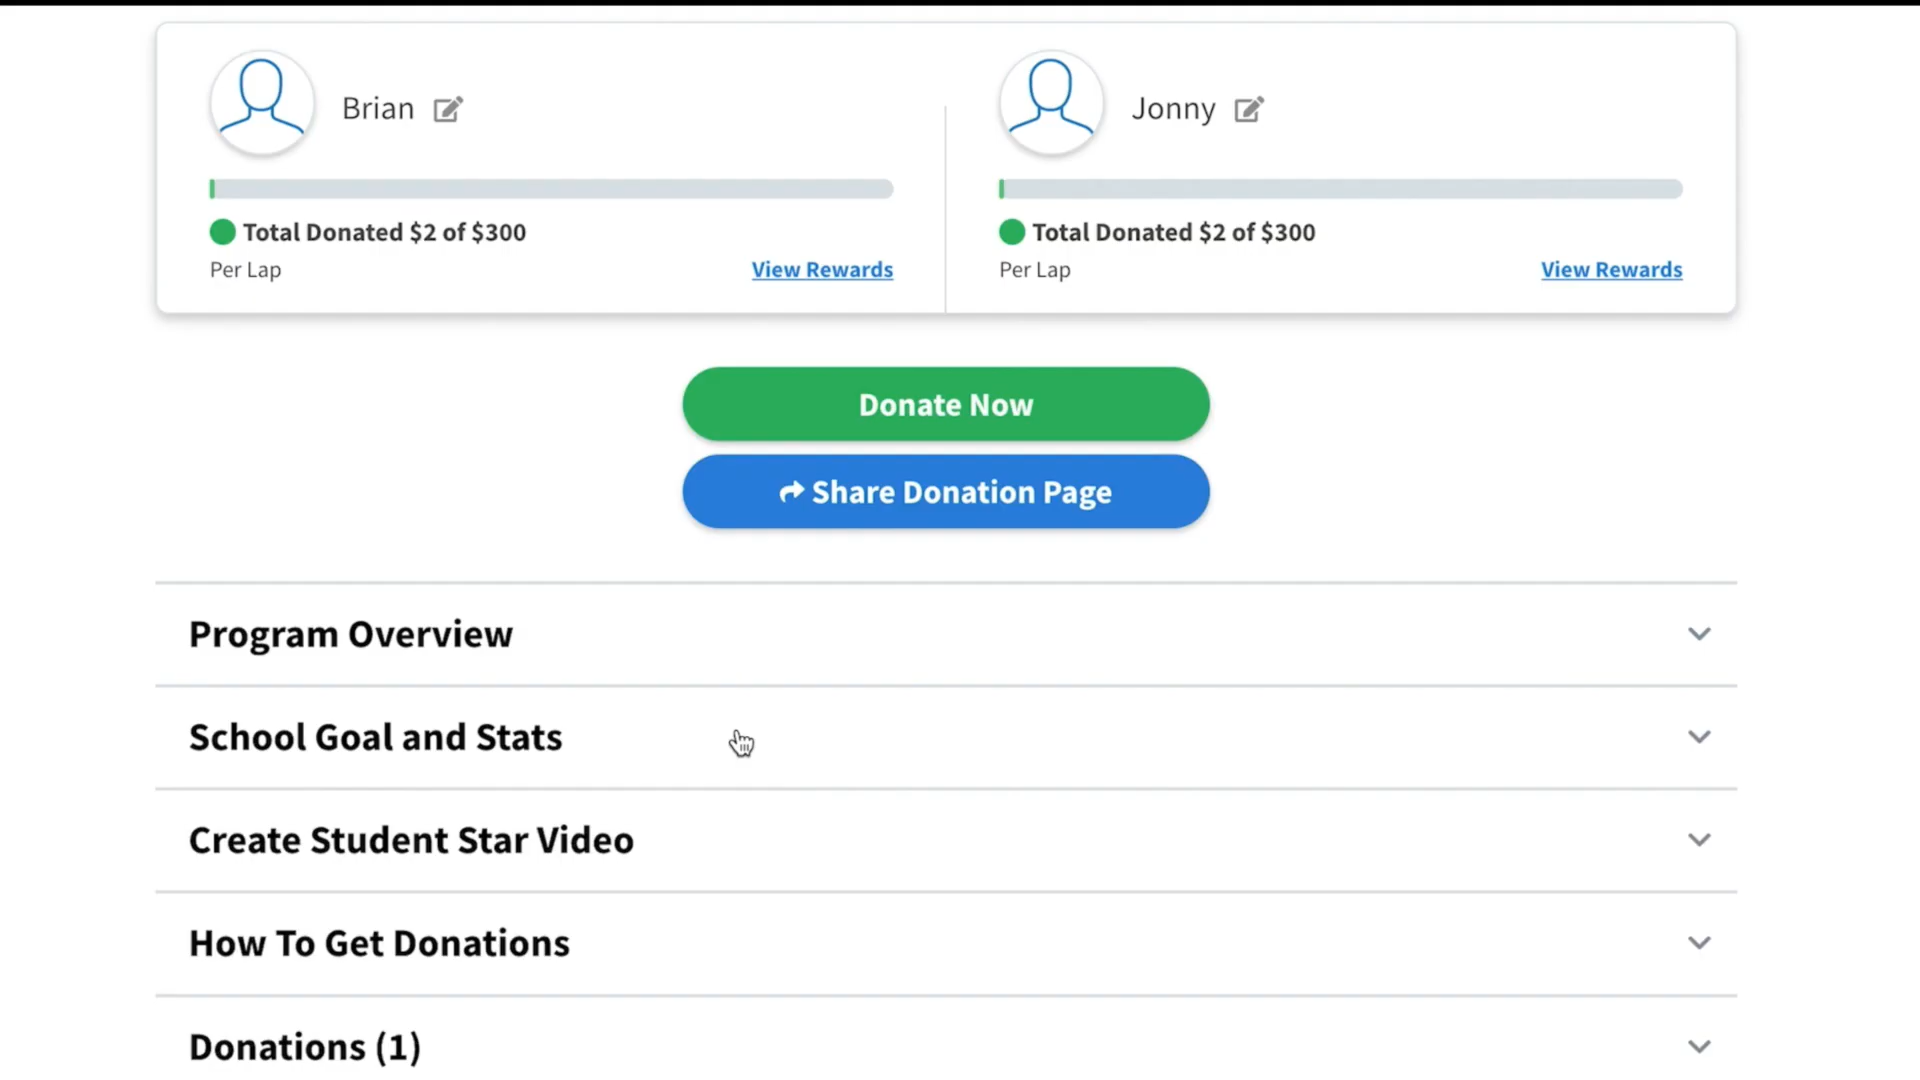 Brian
Total Donated $2 of $300
Per Lap
View Rewards
Jonny
Total Donated $2 of $300
Per Lap
View Rewards
Donate Now
Share Donation Page
Program Overview
School Goal and Stats
Create Student Star Video
How To Get Donations
Donations (1)